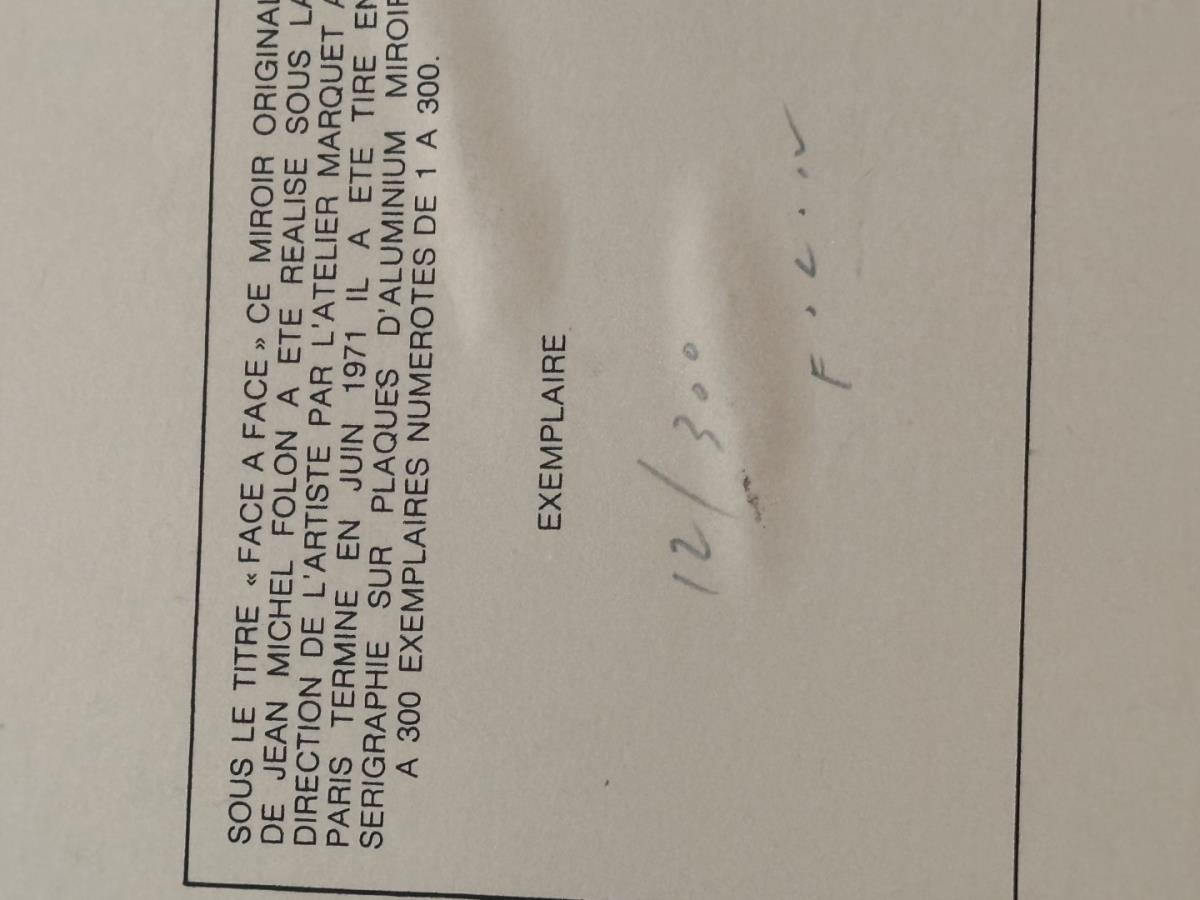 SOUS LE TITRE « FACE A FACE » CE MIROIR ORIGINAL
DE JEAN MICHEL FOLON A ETE REALISE SOUS LA
DIRECTION DE L'ARTISTE PAR L'ATELIER MARQUET A
PARIS TERMINE EN JUIN 1971 IL A ETE TIRE EN
SERIGRAPHIE SUR PLAQUES D'ALUMINIUM MIROIR
A 300 EXEMPLAIRES NUMEROTES DE 1 A 300.
EXEMPLAIRE
12/300